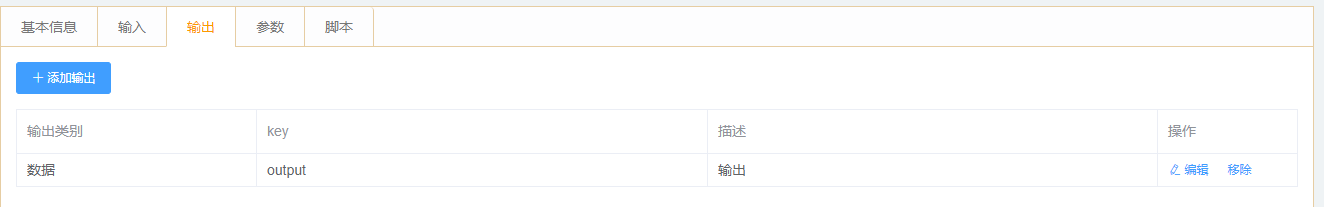 基本信息 输入 输出 参数 脚本
添加输出
输出类别 key 描述 操作
数据 output 输出 编辑 移除